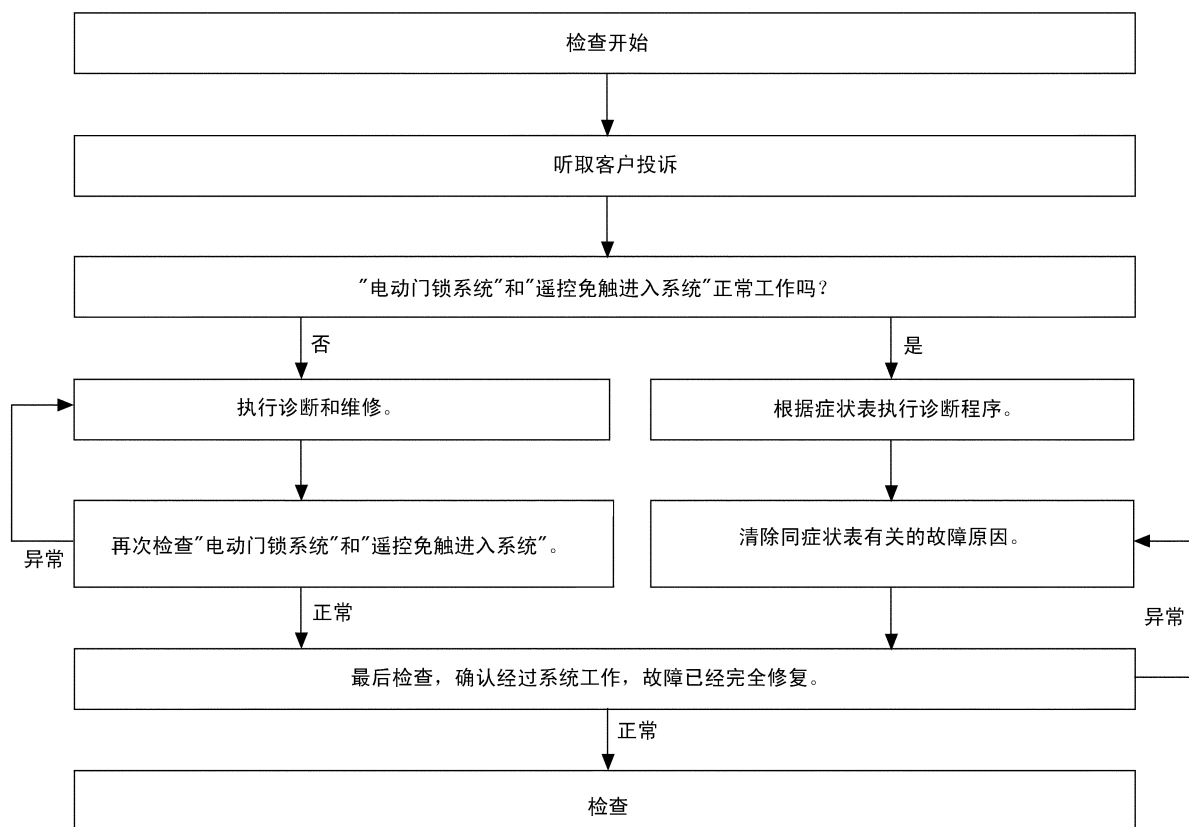 检查开始
听取客户投诉
"电动门锁系统"和"遥控免触进入系统"正常工作吗？
否
是
执行诊断和维修。
根据症状表执行诊断程序。
再次检查"电动门锁系统"和"遥控免触进入系统"。
清除同症状表有关的故障原因。
异常
正常
异常
最后检查，确认经过系统工作，故障已经完全修复。
正常
检查